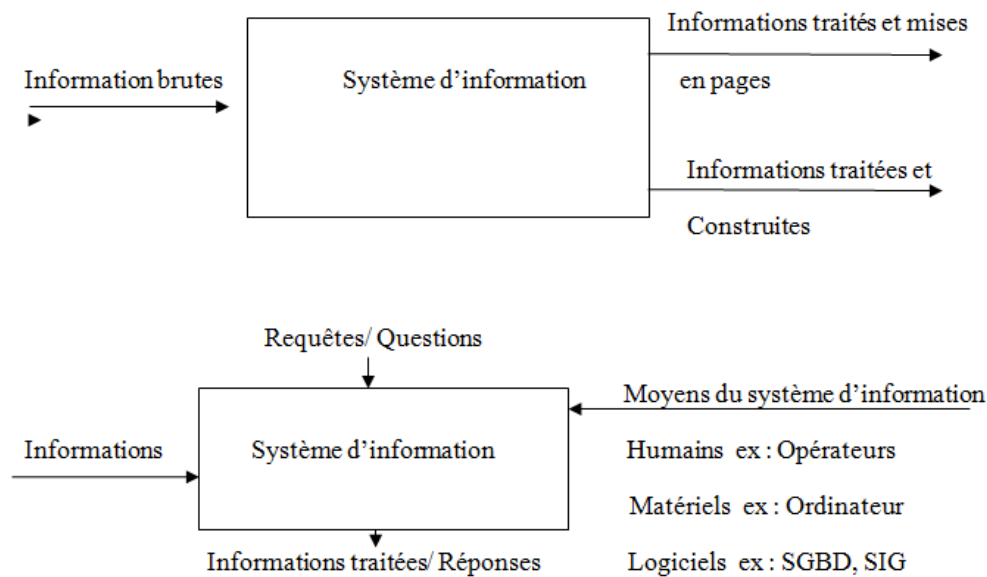 Informations traités et mises
Information brutes
Système d'information
en pages
Informations traitées et
Construites
Requêtes/ Questions
Moyens du système d'information
Informations
Système d'information
Humains ex : Opérateurs
Matériels ex : Ordinateur
Informations traitées/ Réponses
Logiciels ex : SGBD, SIG